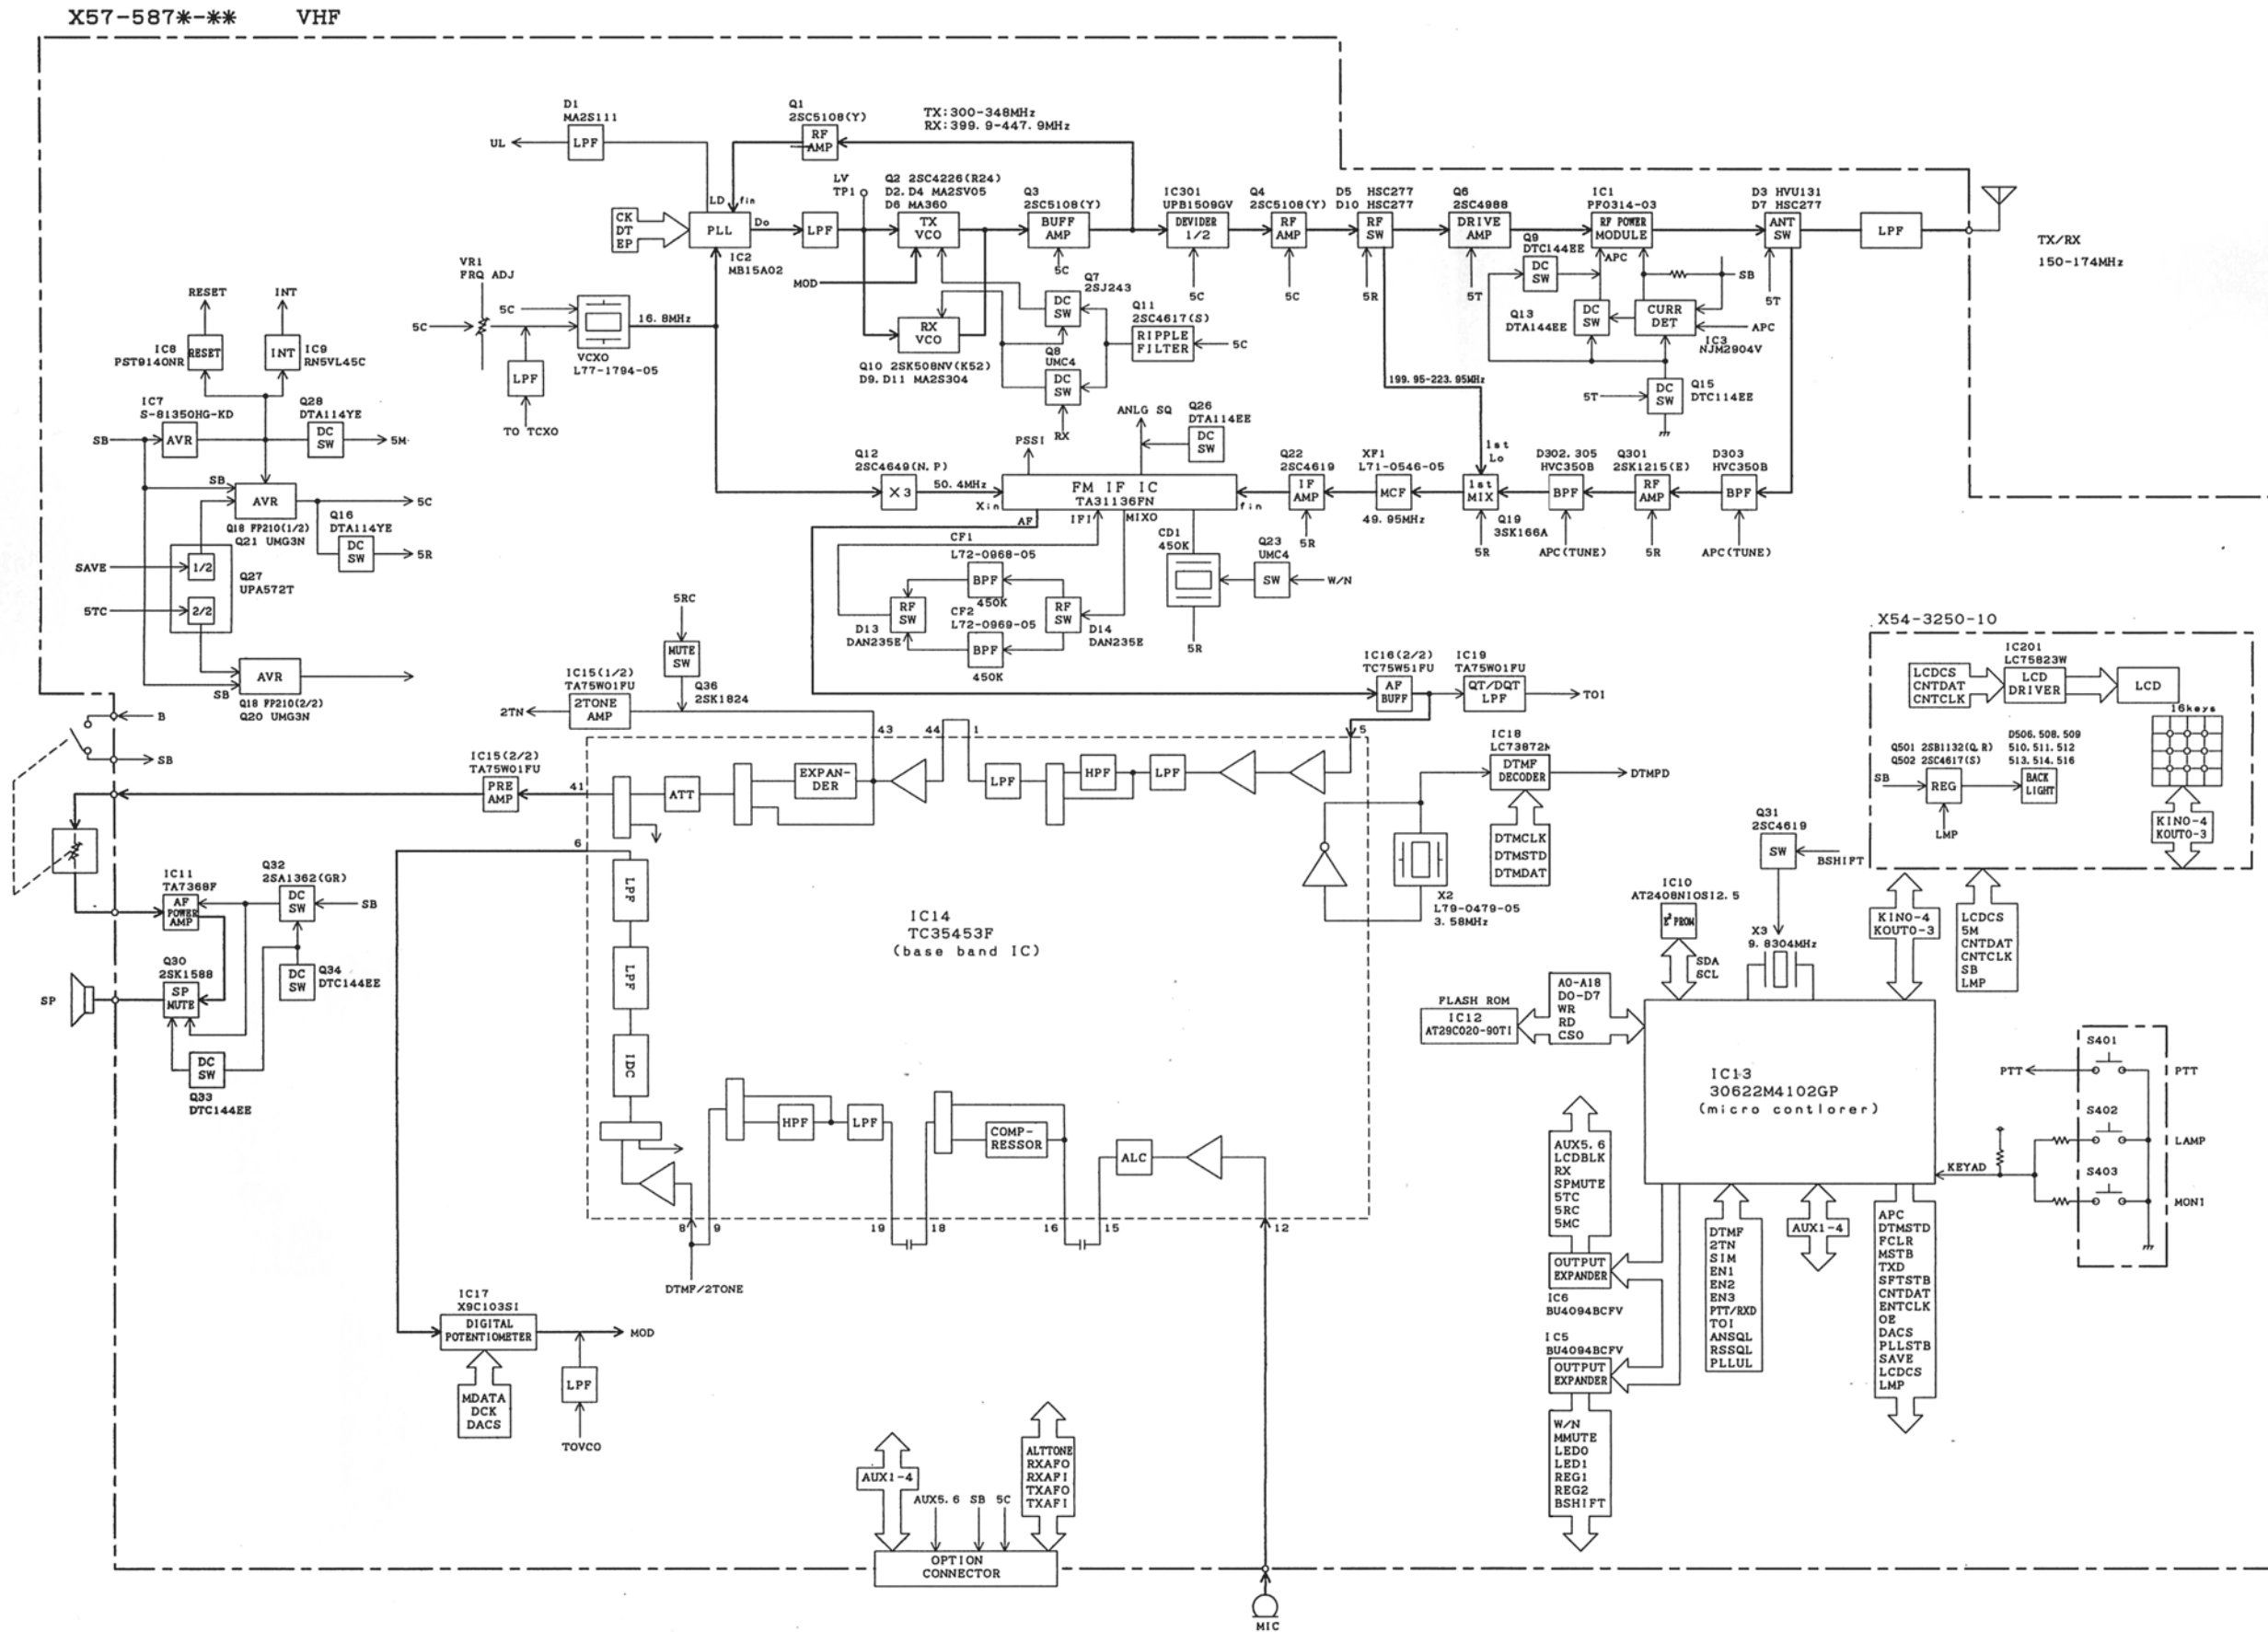 X57-587*-** VHF
D1
MA2S111
UL
LPF
Q1
2SC5108(Y)
RF
AMP
TX:300-348MHz
RX:399.9-447.9MHz
LV
TP1
Q2 2SC4226(R24)
D2.D4 MA2SV05
D6 MA360
TX
VCO
Q3
2SC5108(Y)
BUFF
AMP
5C
IC301
UPB1509GV
DEVIDER
1/2
5C
Q4
2SC5108(Y)
RF
AMP
5C
D5 HSC277
D10 HSC277
RF
SW
5R
Q6
2SC4988
DRIVE
AMP
5T
IC1
PF0314-03
RF POWER
MODULE
D3 HVU131
D7 HSC277
ANT
SW
5T
LPF
TX/RX
150-174MHz
CK
DT
EP
LD
fin
PLL
Do
LPF
IC2
MB15A02
MOD
RX
VCO
Q10 2SK508NV(K52)
D9.D11 MA2S304
Q7
2SJ243
DC
SW
Q8
UMC4
DC
SW
RX
Q11
2SC4617(S)
RIPPLE
FILTER
5C
Q9
DTC144EE
DC
SW
APC
SB
Q13
DTA144EE
DC
SW
CURR
DET
APC
IC3
NJM2904V
5T
DC
SW
Q15
DTC114EE
VR1
FRQ ADJ
5C
5C
16.8MHz
VCXO
L77-1794-05
LPF
TO TCXO
RESET
INT
IC8
PST9140NR
RESET
INT
IC9
RN5VL45C
IC7
S-81350HG-KD
SB
AVR
Q28
DTA114YE
DC
SW
5M
SB
AVR
5C
Q18 FP210(1/2)
Q21 UMG3N
Q16
DTA114YE
DC
SW
5R
SAVE
1/2
Q27
UPA572T
5TC
2/2
AVR
SB
Q18 FP210(2/2)
Q20 UMG3N
B
SB
199.95-223.95MHz
Q12
2SC4649(N.P)
X3
50.4MHz
PSSI
ANLG SQ
Q26
DTA114EE
DC
SW
FM IF IC
TA31136FN
Xin
AF
IFI
MIXO
fin
Q22
2SC4619
IF
AMP
5R
XF1
L71-0546-05
MCF
49.95MHz
1st
Lo
1st
MIX
5R
Q19
3SK166A
D302.305
HVC350B
BPF
APC(TUNE)
Q301
2SK1215(E)
RF
AMP
5R
D303
HVC350B
BPF
APC(TUNE)
CF1
L72-0968-05
BPF
450K
CF2
L72-0969-05
BPF
450K
RF
SW
D13
DAN235E
RF
SW
D14
DAN235E
CD1
450K
5R
Q23
UMC4
SW
W/N
5RC
MUTE
SW
Q36
2SK1824
IC15(1/2)
TA75W01FU
2TN
2TONE
AMP
IC16(2/2)
TC75W51FU
AF
BUFF
IC19
TA75W01FU
QT/DQT
LPF
TOI
43
44
1
5
IC15(2/2)
TA75W01FU
PRE
AMP
41
ATT
EXPAN-
DER
LPF
HPF
LPF
6
LPF
LPF
IDC
IC14
TC35453F
(base band IC)
IC18
DTMF
DECODER
DTMPD
DTMCLK
DTMSTD
DTMDAT
X2
L79-0479-05
3.58MHz
IC11
TA7368F
AF
POWER
AMP
Q32
2SA1362(GR)
DC
SW
SB
Q30
2SK1588
SP
MUTE
DC
SW
Q34
DTC144EE
SP
DC
SW
Q33
DTC144EE
HPF
LPF
COMP-
RESSOR
ALC
8
9
19
18
16
15
12
DTMF/2TONE
IC17
X9C103SI
DIGITAL
POTENTIOMETER
MOD
MDATA
DCK
DACS
LPF
TOVCO
AUX1-4
AUX5.6
SB
5C
ALTTONE
RXAFO
RXAFI
TXAFO
TXAFI
OPTION
CONNECTOR
MIC
X54-3250-10
IC201
LC75823W
LCDCS
CNTDAT
CNTCLK
LCD
DRIVER
LCD
16keys
Q501 2SB1132(Q.R)
Q502 2SC4617(S)
SB
REG
LMP
D506.508.509
510.511.512
513.514.516
BACK
LIGHT
KIN0-4
KOUT0-3
Q31
2SC4619
SW
BSHIFT
IC10
AT2408N10SI2.5
E² PROM
SDA
SCL
X3
9.8304MHz
KIN0-4
KOUT0-3
LCDCS
5M
CNTDAT
CNTCLK
SB
LMP
FLASH ROM
IC12
AT29C020-90TI
A0-A18
D0-D7
WR
RD
CSO
IC13
30622M4102GP
(micro contlorer)
S401
PTT
PTT
S402
LAMP
KEYAD
S403
MONI
AUX5.6
LCDBLK
RX
SPMUTE
5TC
5RC
5MC
OUTPUT
EXPANDER
IC6
BU4094BCFV
IC5
BU4094BCFV
OUTPUT
EXPANDER
W/N
MMUTE
LED0
LED1
REG1
REG2
BSHIFT
DTMF
2TN
SIM
EN1
EN2
EN3
PTT/RXD
TOI
ANSQL
RSSQL
PLLUL
AUX1-4
APC
DTMSTD
FCLR
MSTB
TXD
SFTSTB
CNTDAT
ENTCLK
OE
DACS
PLLSTB
SAVE
LCDCS
LMP